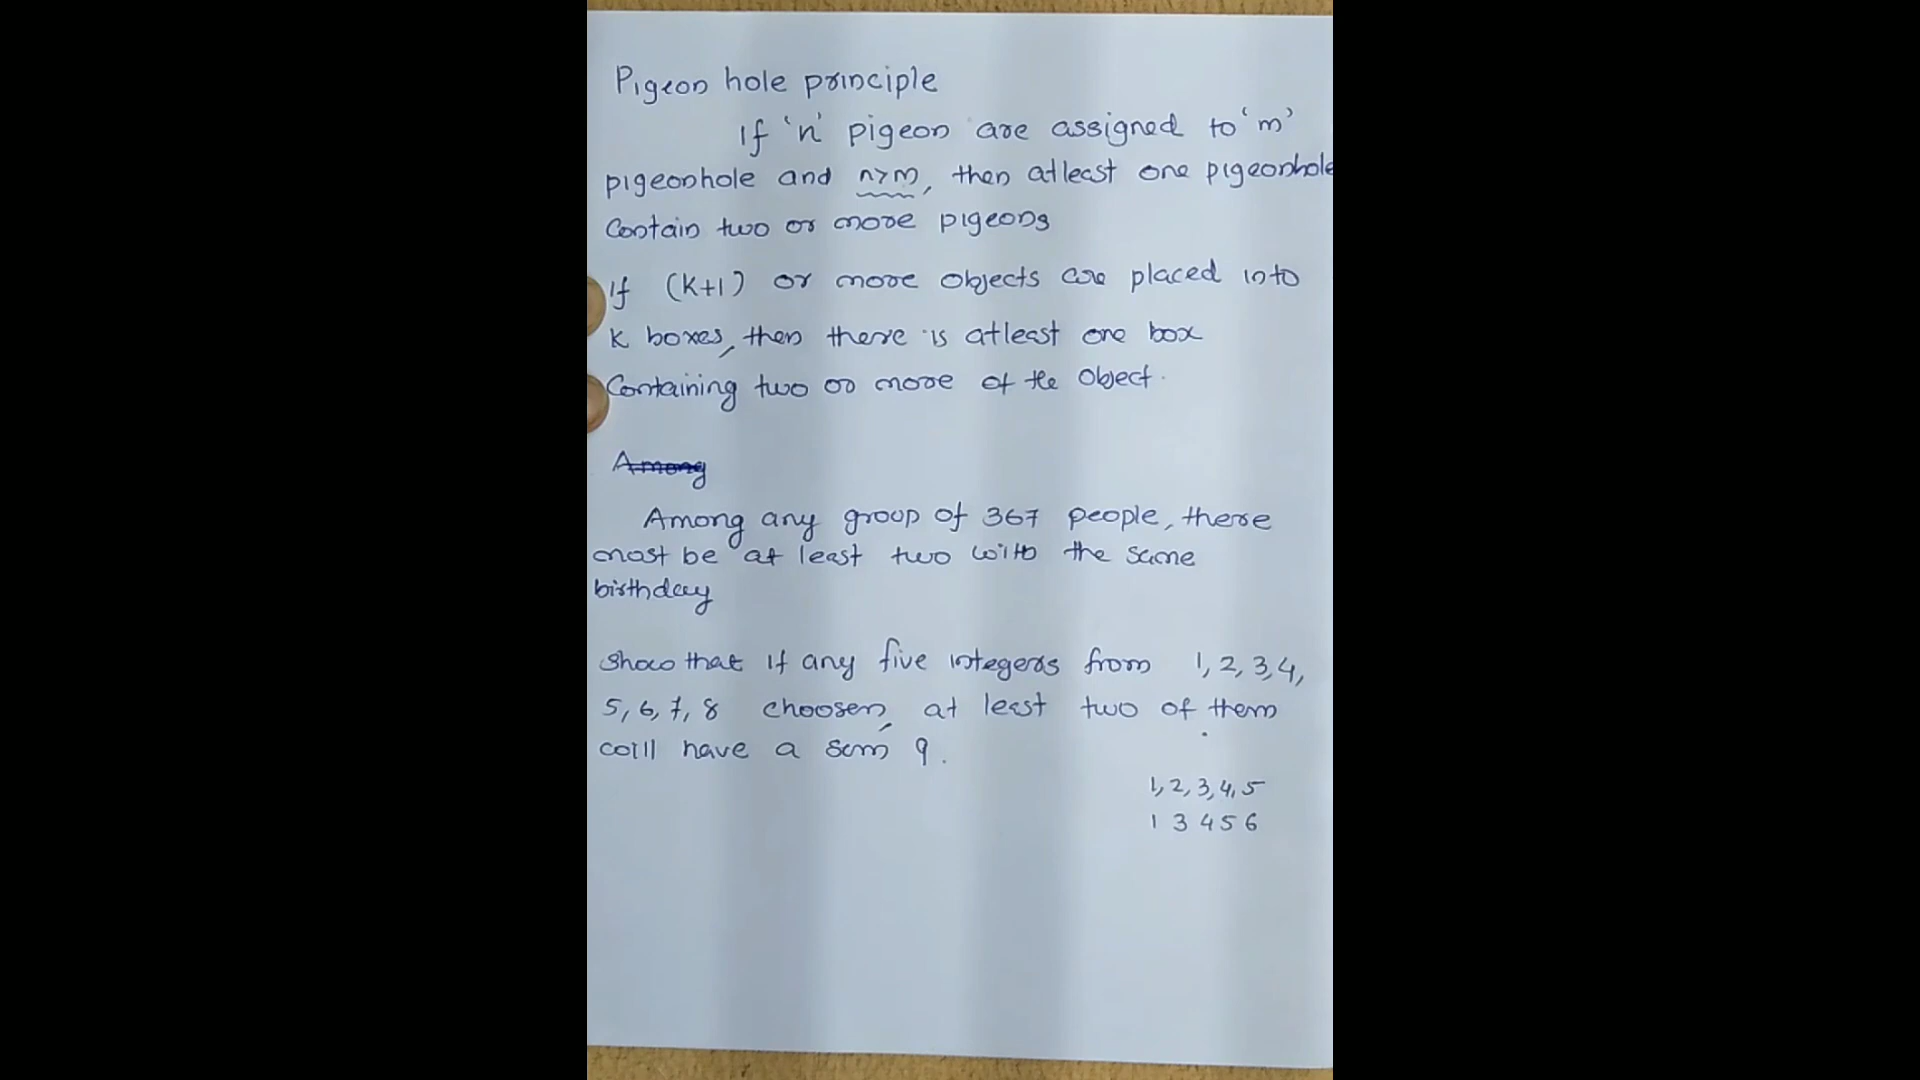 Pigeon hole principle
If 'n' pigeon are assigned to 'm'
pigeonhole and n>m, then atleast one pigeonhole
Contain two or more pigeons
If (K+1) or more objects are placed into
K boxes, then there is atleast one box
Containing two or more of the Object.
Among
Among any group of 367 people, there
must be at least two with the same
birthday
Show that if any five integers from 1, 2, 3, 4,
5, 6, 7, 8 choosen, at least two of them
will have a sum 9.
1, 2, 3, 4, 5
1 3 4 5 6